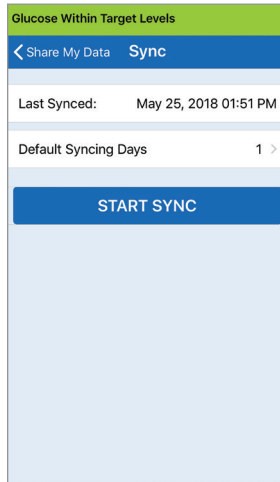 Glucose Within Target Levels
Share My Data Sync
Last Synced: May 25, 2018 01:51 PM
Default Syncing Days 1
START SYNC